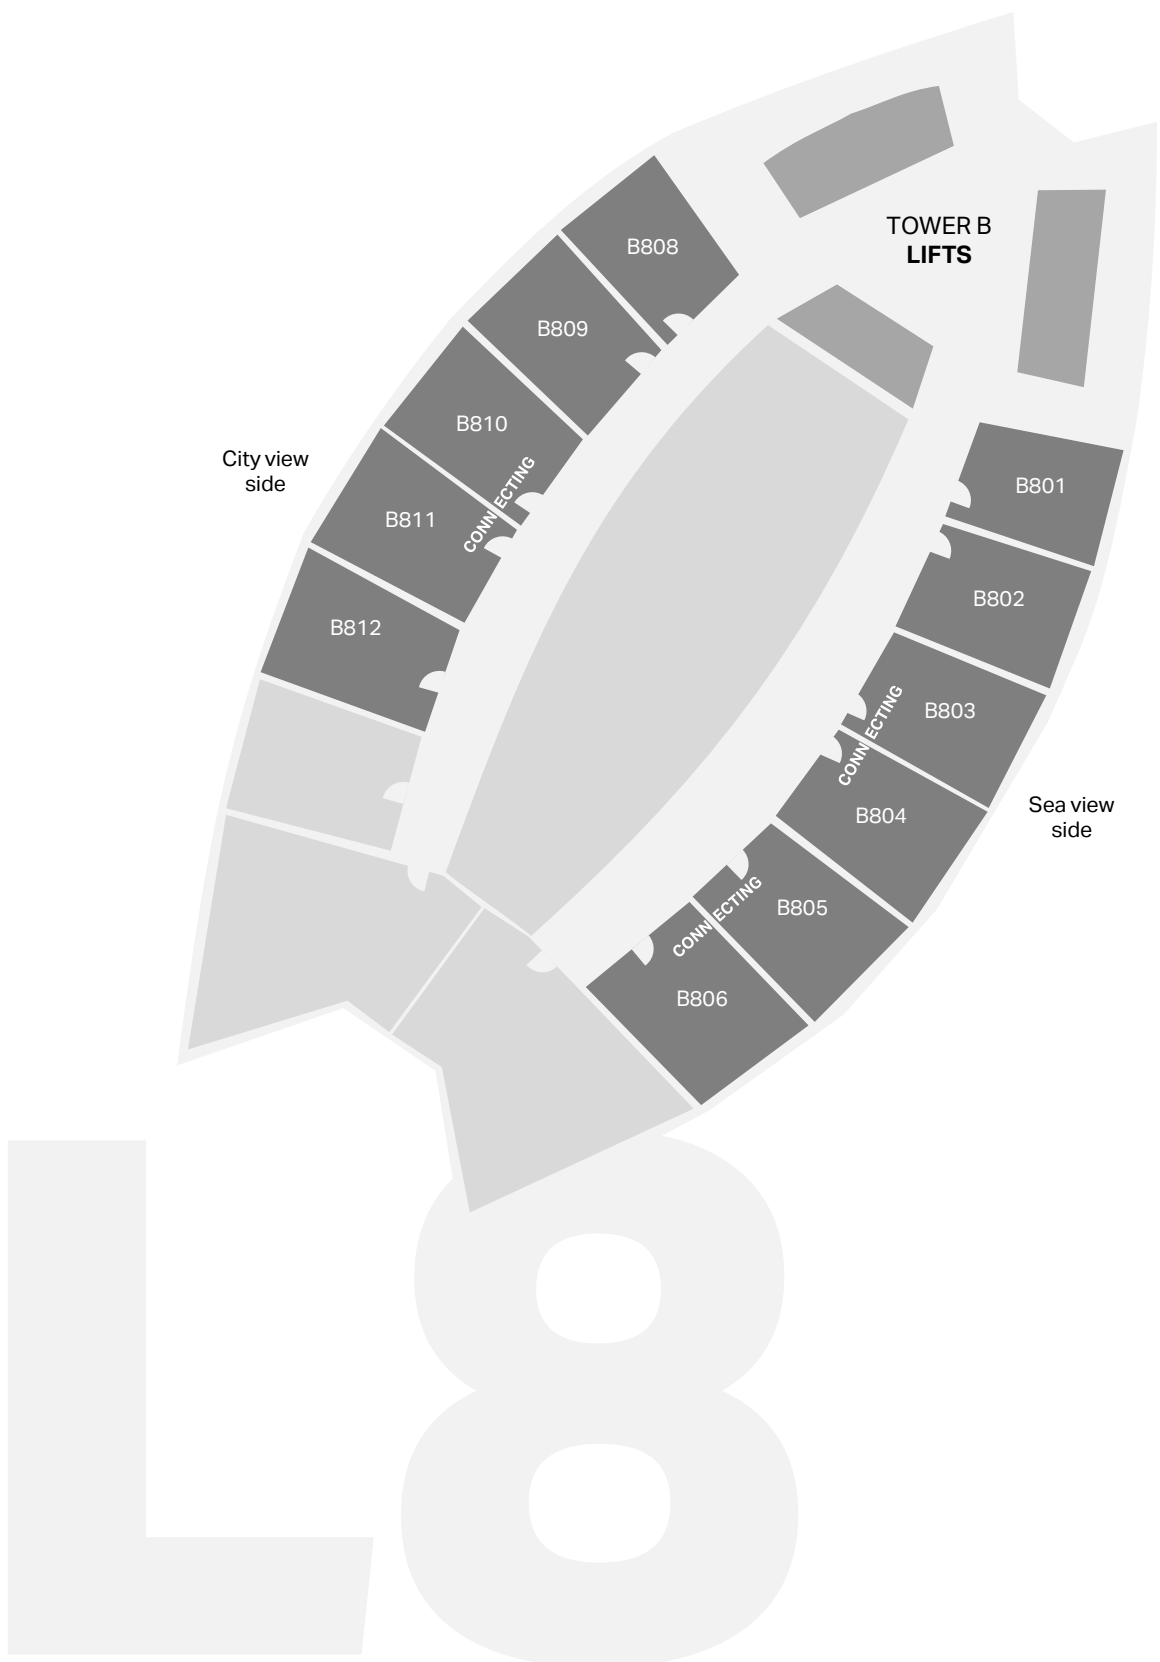 TOWER B
LIFTS
B808
B809
B810
CONNECTING
B811
B812
City view
side
B801
B802
B803
CONNECTING
B804
B805
CONNECTING
B806
Sea view
side
L8